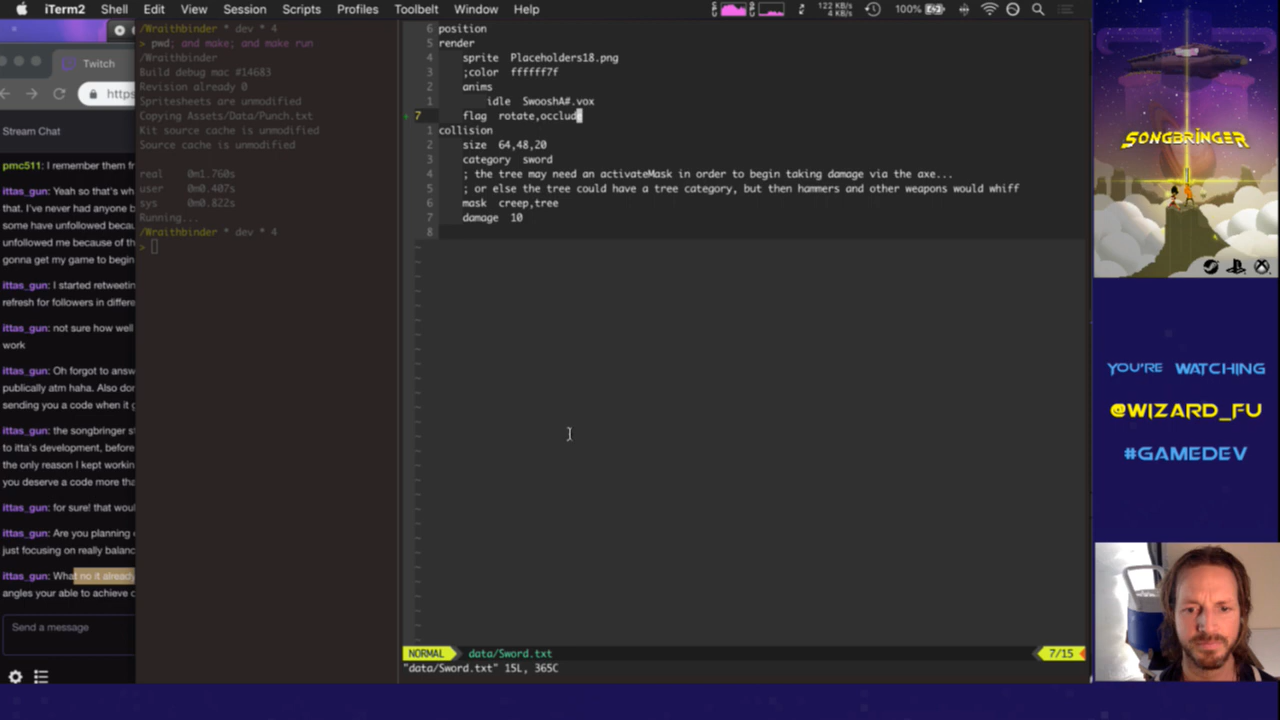 iTerm2 Shell Edit View Session Scripts Profiles Toolbelt Window Help
122 KB/s
4 KB/s
100%
Twitch
https
Stream Chat
pmc511: I remember them fr
ittas_gun: Yeah so that's wh
that. I've never had anyone b
some have unfollowed becau
unfollowed me because of th
gonna get my game to begin
ittas_gun: I started retweetin
refresh for followers in differe
ittas_gun: not sure how well
work
ittas_gun: Oh forgot to answ
publically atm haha. Also dor
sending you a code when it g
ittas_gun: the songbringer st
to itta's development, before
the only reason I kept workin
you deserve a code more tha
ittas_gun: for sure! that wou
ittas_gun: Are you planning o
just focusing on really balanc
ittas_gun: What no it already
angles your able to achieve o
Send a message
/Wraithbinder * dev * 4
> pwd; and make; and make run
/Wraithbinder
Build debug mac #14683
Revision already 0
Spritesheets are unmodified
Copying Assets/Data/Punch.txt
Kit source cache is unmodified
Source cache is unmodified
real 0m1.760s
user 0m0.407s
sys 0m0.822s
Running...
/Wraithbinder * dev * 4
>
6 position
5 render
4 sprite Placeholders18.png
3 ;color ffffff7f
2 anims
1 idle SwooshA#.vox
7 flag rotate,occlude
1 collision
2 size 64,48,20
3 category sword
4 ; the tree may need an activateMask in order to begin taking damage via the axe...
5 ; or else the tree could have a tree category, but then hammers and other weapons would whiff
6 mask creep,tree
7 damage 10
8
NORMAL data/Sword.txt 7/15
"data/Sword.txt" 15L, 365C
SONGBRINGER
YOU'RE WATCHING
@WIZARD_FU
#GAMEDEV